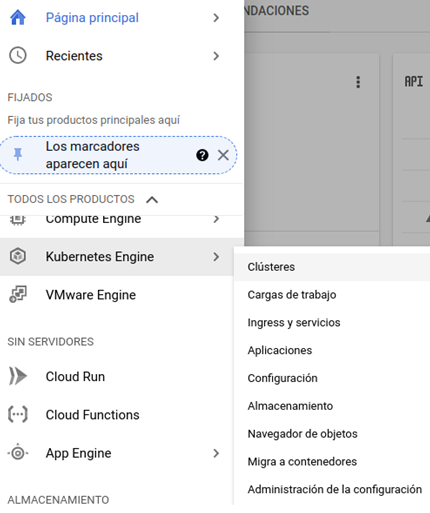 Página principal
NDACIONES
Recientes
API
FIJADOS
Fija tus productos principales aquí
Los marcadores
aparecen aquí
TODOS LOS PRODUCTOS
Compute Engine
Kubernetes Engine
VMware Engine
SIN SERVIDORES
Cloud Run
Cloud Functions
App Engine
ALMACENAMIENTO
Clústeres
Cargas de trabajo
Ingress y servicios
Aplicaciones
Configuración
Almacenamiento
Navegador de objetos
Migra a contenedores
Administración de la configuración